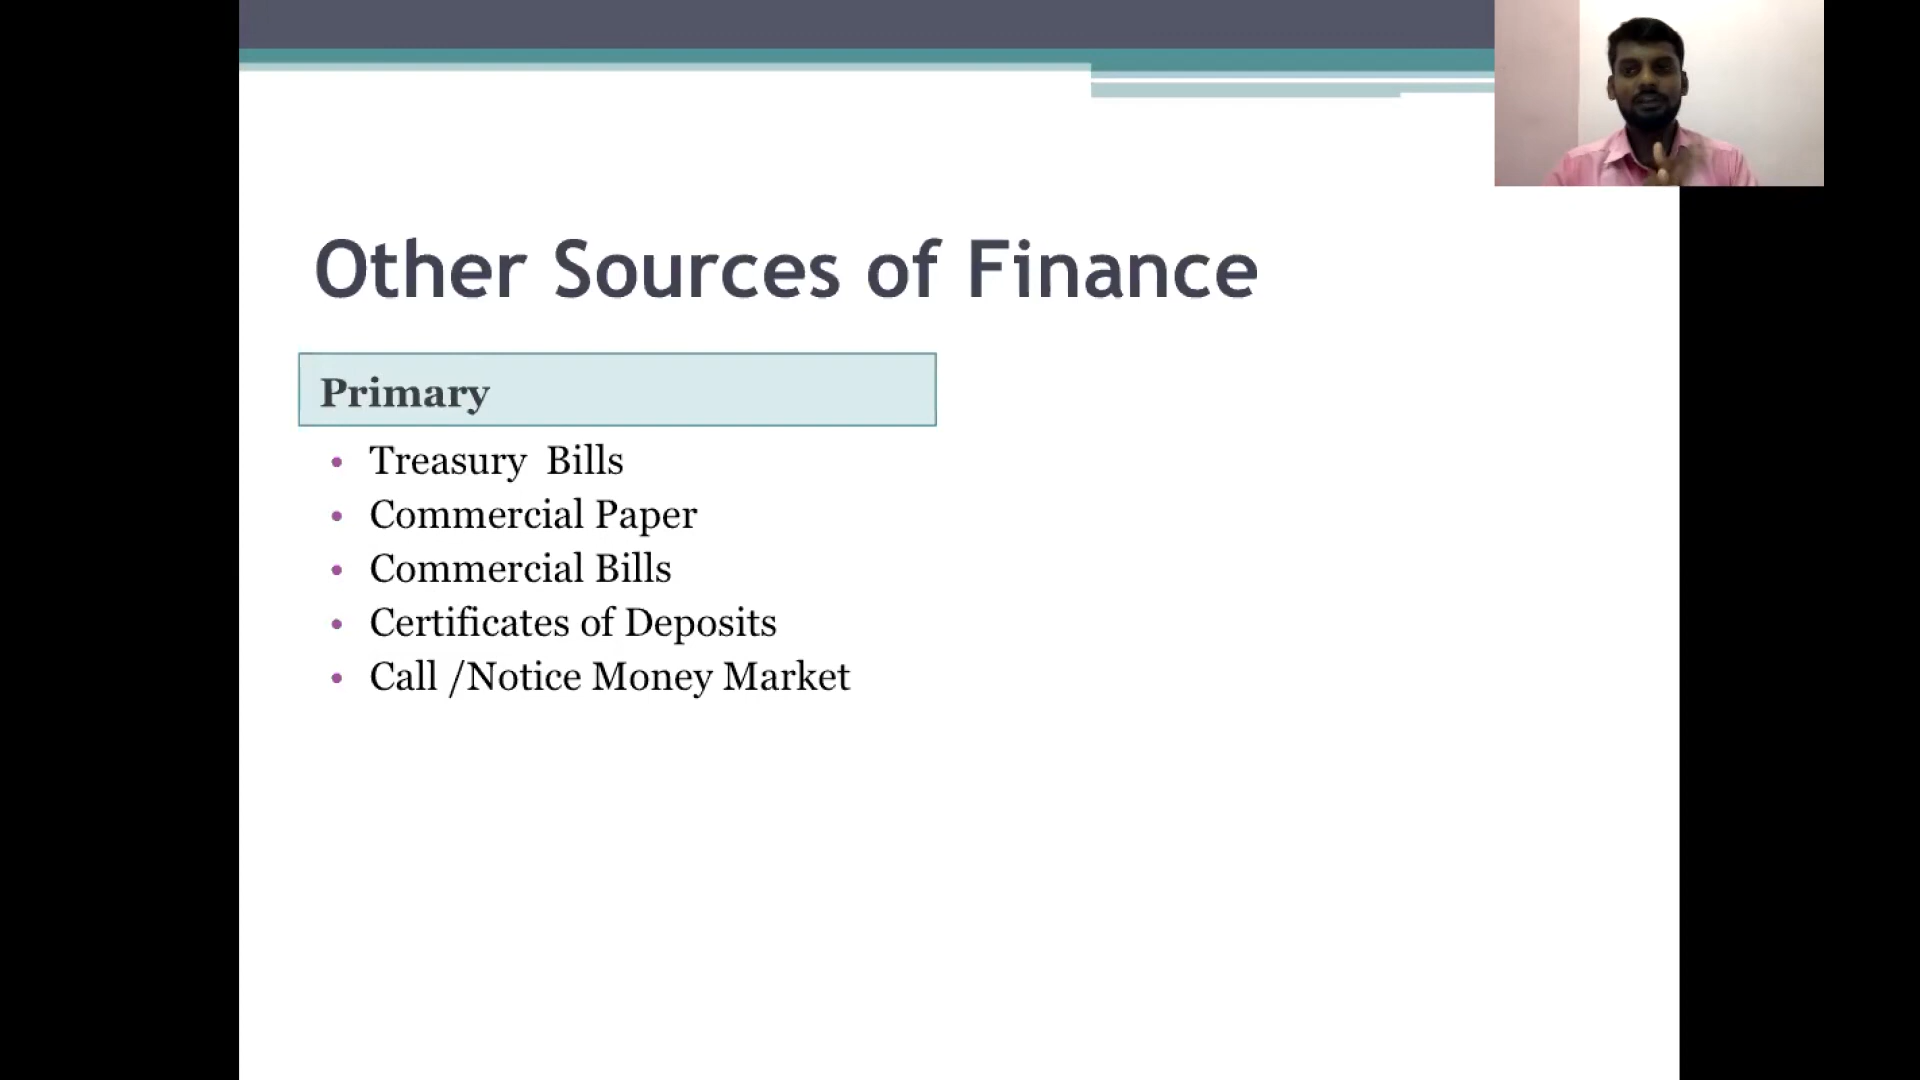 Other Sources of Finance
Primary
• Treasury  Bills
• Commercial Paper
• Commercial Bills
• Certificates of Deposits
• Call /Notice Money Market